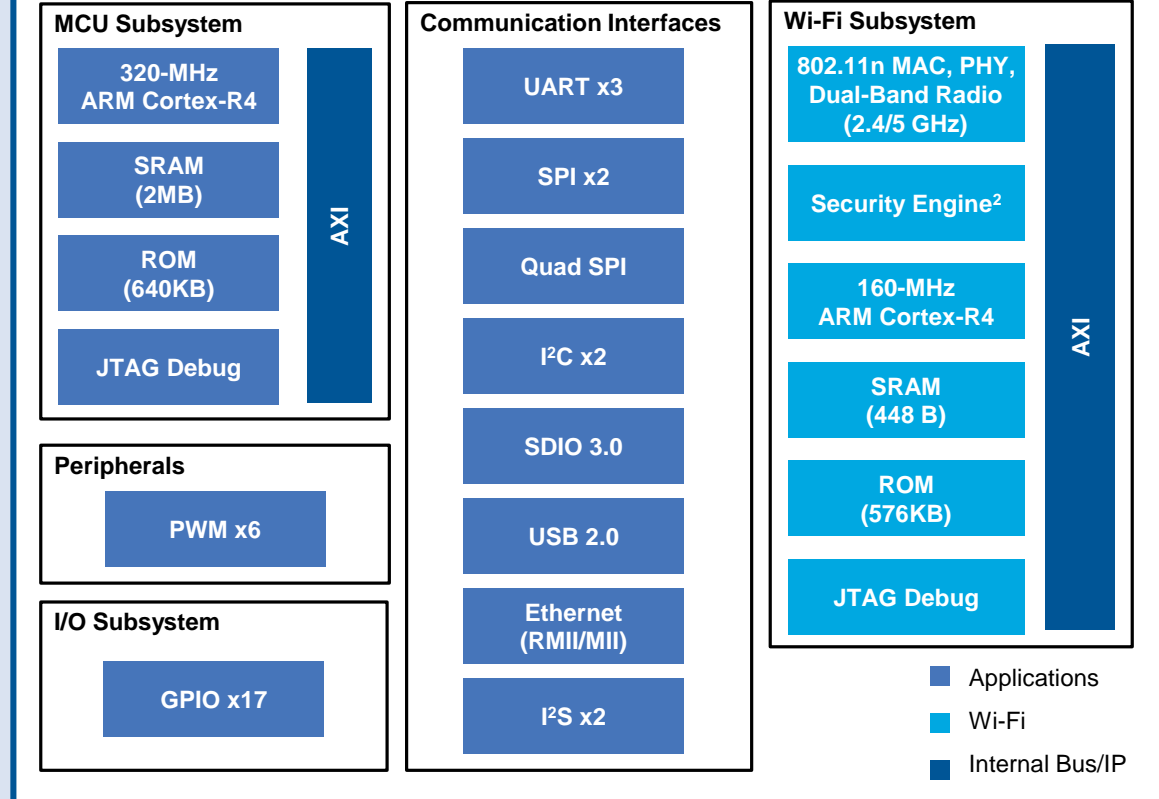 MCU Subsystem
320-MHz
ARM Cortex-R4
SRAM
(2MB)
ROM
(640KB)
JTAG Debug
AXI
Peripherals
PWM x6
I/O Subsystem
GPIO x17
Communication Interfaces
UART x3
SPI x2
Quad SPI
I²C x2
SDIO 3.0
USB 2.0
Ethernet
(RMII/MII)
I²S x2
Wi-Fi Subsystem
802.11n MAC, PHY,
Dual-Band Radio
(2.4/5 GHz)
Security Engine²
160-MHz
ARM Cortex-R4
SRAM
(448 B)
ROM
(576KB)
JTAG Debug
AXI
Applications
Wi-Fi
Internal Bus/IP